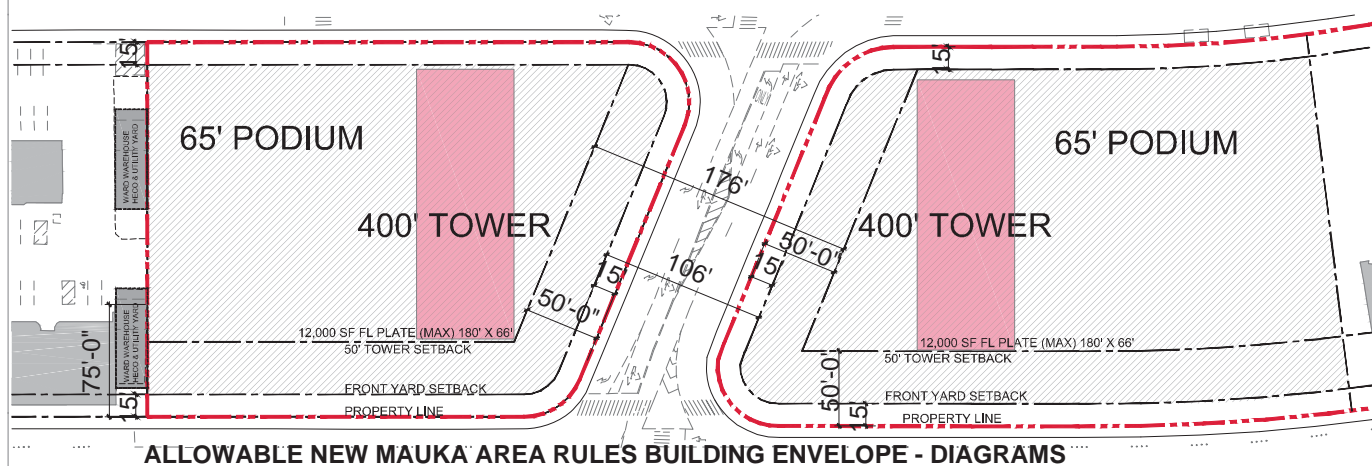 15'
15'
65' PODIUM
65' PODIUM
WARD WAREHOUSE
HECO & UTILITY YARD
176'
400' TOWER
400' TOWER
50'-0"
15'
106'
15'
50'-0"
WARD WAREHOUSE
HECO & UTILITY YARD
12,000 SF FL PLATE (MAX) 180' X 66'
12,000 SF FL PLATE (MAX) 180' X 66'
50' TOWER SETBACK
50' TOWER SETBACK
75'-0"
50'-0"
FRONT YARD SETBACK
FRONT YARD SETBACK
15'
15'
PROPERTY LINE
PROPERTY LINE
ALLOWABLE NEW MAUKA AREA RULES BUILDING ENVELOPE - DIAGRAMS